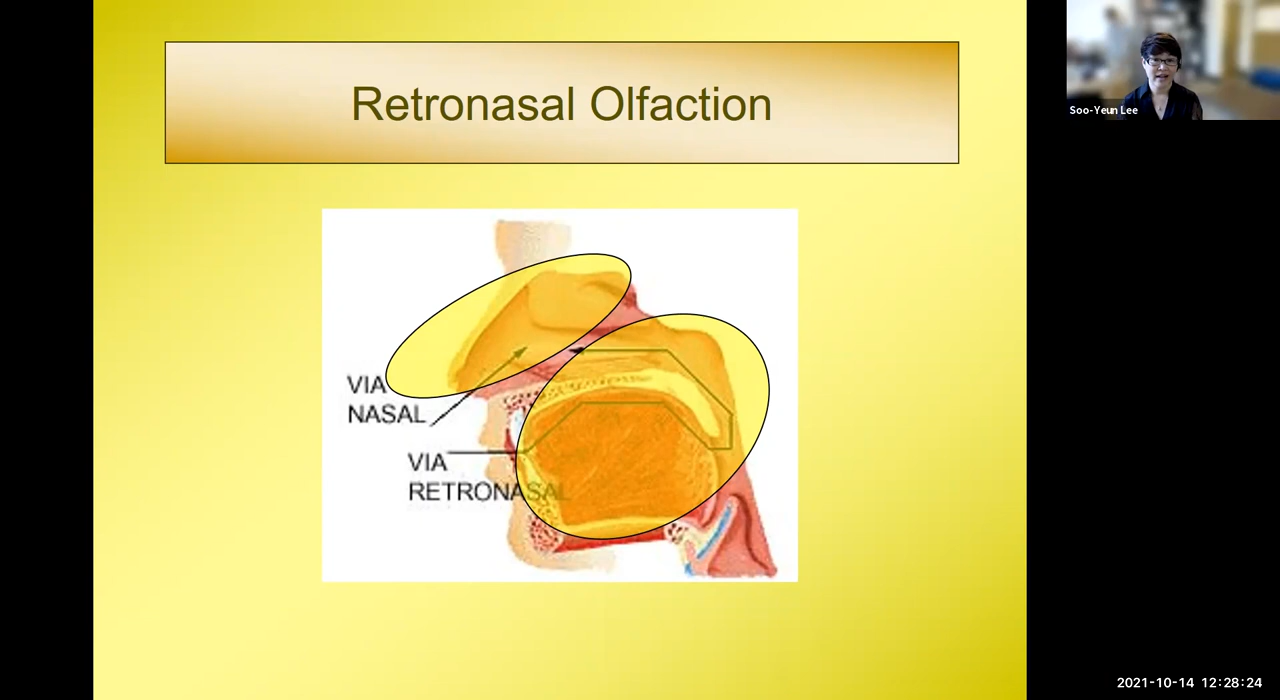 Retronasal Olfaction
VIA
NASAL
VIA
RETRONASAL
Soo-Yeun Lee
2021-10-14 12:28:24